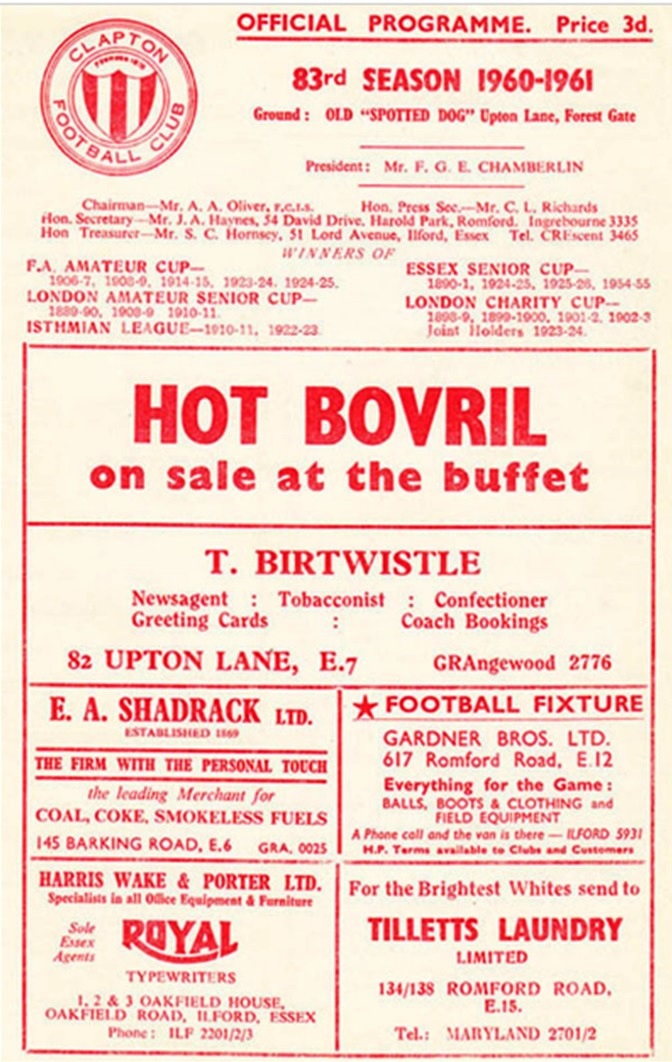 CLAPTON
FOOTBALL CLUB
OFFICIAL PROGRAMME. Price 3d.
83rd SEASON 1960-1961
Ground : OLD "SPOTTED DOG" Upton Lane, Forest Gate
President: Mr. F. G. E. CHAMBERLIN
Chairman—Mr. A. A. Oliver, F.C.I.S. Hon. Press Sec.—Mr. C. L. Richards
Hon. Secretary—Mr. J. A. Haynes, 54 David Drive, Harold Park, Romford. Ingrebourne 3335
Hon Treasurer—Mr. S. C. Hornsey, 51 Lord Avenue, Ilford, Essex Tel. CREscent 3465
WINNERS OF
F.A. AMATEUR CUP—
1906-7, 1908-9, 1914-15, 1923-24, 1924-25.
LONDON AMATEUR SENIOR CUP—
1889-90, 1908-9 1910-11.
ISTHMIAN LEAGUE—1910-11, 1922-23
ESSEX SENIOR CUP—
1890-1, 1924-25, 1925-26, 1954-55
LONDON CHARITY CUP—
1898-9, 1899-1900, 1901-2, 1902-3
Joint Holders 1923-24.
HOT BOVRIL
on sale at the buffet
T. BIRTWISTLE
Newsagent : Tobacconist : Confectioner
Greeting Cards : Coach Bookings
82 UPTON LANE, E.7 GRAngewood 2776
E. A. SHADRACK LTD.
ESTABLISHED 1869
THE FIRM WITH THE PERSONAL TOUCH
the leading Merchant for
COAL, COKE, SMOKELESS FUELS
145 BARKING ROAD, E.6 GRA. 0025
★ FOOTBALL FIXTURE
GARDNER BROS. LTD.
617 Romford Road, E.12
Everything for the Game :
BALLS, BOOTS & CLOTHING and
FIELD EQUIPMENT
A Phone call and the van is there — ILFORD 5931
H.P. Terms available to Clubs and Customers
HARRIS WAKE & PORTER LTD.
Specialists in all Office Equipment & Furniture
Sole
Essex
Agents
ROYAL
TYPEWRITERS
1, 2 & 3 OAKFIELD HOUSE,
OAKFIELD ROAD, ILFORD, ESSEX
Phone : ILF 2201/2/3
For the Brightest Whites send to
TILLETTS LAUNDRY
LIMITED
134/138 ROMFORD ROAD,
E.15.
Tel.: MARYLAND 2701/2